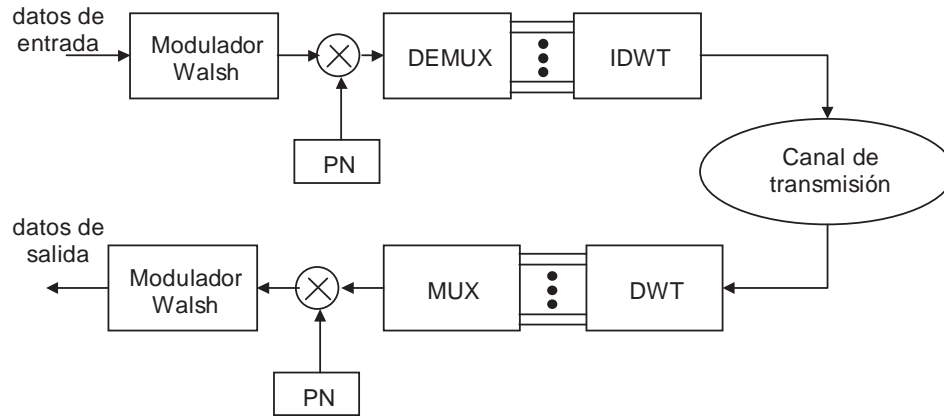 datos de
entrada
Modulador
Walsh
DEMUX
IDWT
PN
Canal de
transmisión
datos de
salida
Modulador
Walsh
MUX
DWT
PN